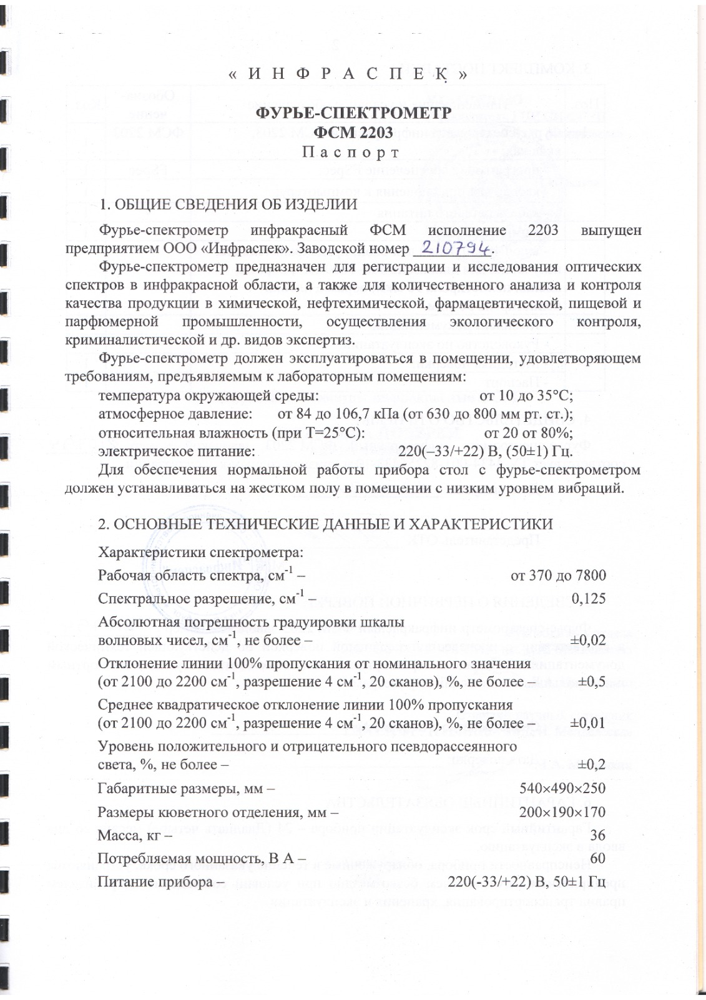 « И Н Ф Р А С П Е К »
ФУРЬЕ-СПЕКТРОМЕТР
ФСМ 2203
П а с п о р т
1. ОБЩИЕ СВЕДЕНИЯ ОБ ИЗДЕЛИИ
Фурье-спектрометр инфракрасный ФСМ исполнение 2203 выпущен
предприятием ООО «Инфраспек». Заводской номер 210794.
Фурье-спектрометр предназначен для регистрации и исследования оптических
спектров в инфракрасной области, а также для количественного анализа и контроля
качества продукции в химической, нефтехимической, фармацевтической, пищевой и
парфюмерной промышленности, осуществления экологического контроля,
криминалистической и др. видов экспертиз.
Фурье-спектрометр должен эксплуатироваться в помещении, удовлетворяющем
требованиям, предъявляемым к лабораторным помещениям:
температура окружающей среды: от 10 до 35°С;
атмосферное давление: от 84 до 106,7 кПа (от 630 до 800 мм рт. ст.);
относительная влажность (при Т=25°С): от 20 от 80%;
электрическое питание: 220(–33/+22) В, (50±1) Гц.
Для обеспечения нормальной работы прибора стол с фурье-спектрометром
должен устанавливаться на жестком полу в помещении с низким уровнем вибраций.
2. ОСНОВНЫЕ ТЕХНИЧЕСКИЕ ДАННЫЕ И ХАРАКТЕРИСТИКИ
Характеристики спектрометра:
Рабочая область спектра, см⁻¹ – от 370 до 7800
Спектральное разрешение, см⁻¹ – 0,125
Абсолютная погрешность градуировки шкалы
волновых чисел, см⁻¹, не более – ±0,02
Отклонение линии 100% пропускания от номинального значения
(от 2100 до 2200 см⁻¹, разрешение 4 см⁻¹, 20 сканов), %, не более – ±0,5
Среднее квадратическое отклонение линии 100% пропускания
(от 2100 до 2200 см⁻¹, разрешение 4 см⁻¹, 20 сканов), %, не более – ±0,01
Уровень положительного и отрицательного псевдорассеянного
света, %, не более – ±0,2
Габаритные размеры, мм – 540×490×250
Размеры кюветного отделения, мм – 200×190×170
Масса, кг – 36
Потребляемая мощность, В А – 60
Питание прибора – 220(-33/+22) В, 50±1 Гц